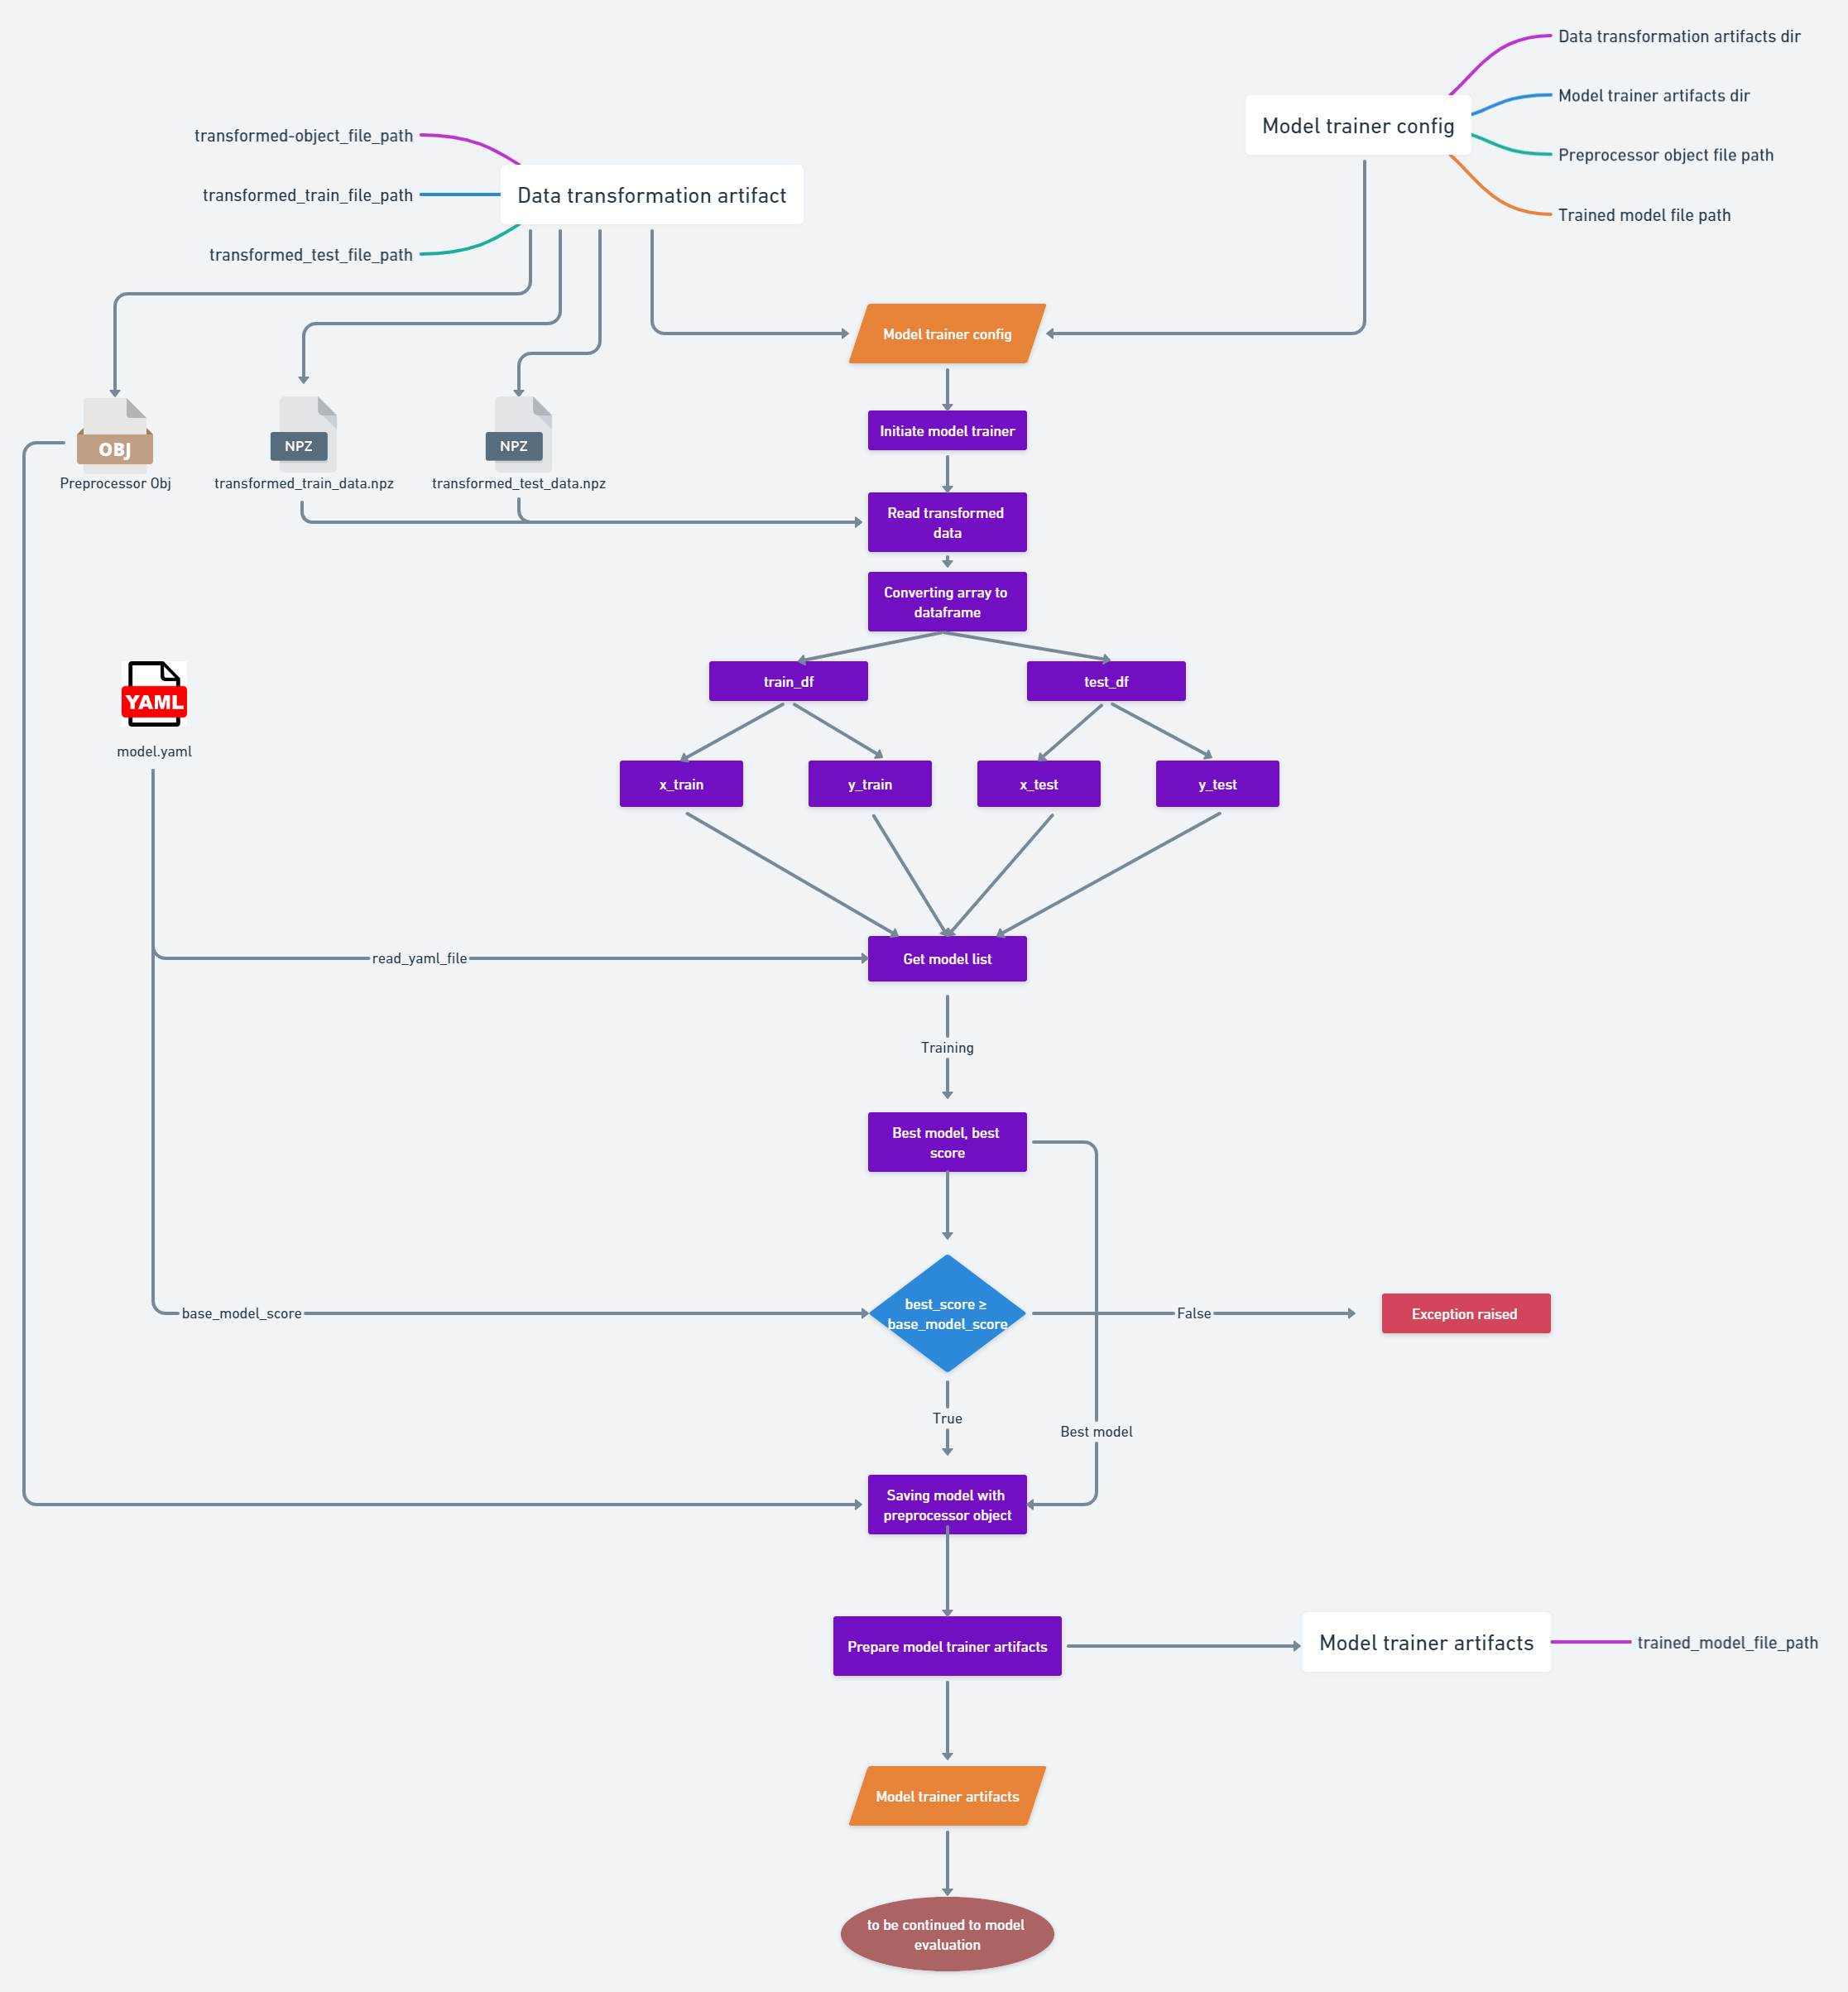 Data transformation artifacts dir
Model trainer artifacts dir
Model trainer config
Preprocessor object file path
Trained model file path
transformed-object_file_path
transformed_train_file_path
Data transformation artifact
transformed_test_file_path
Model trainer config
Initiate model trainer
OBJ
NPZ
NPZ
Preprocessor Obj
transformed_train_data.npz
transformed_test_data.npz
Read transformed
data
Converting array to
dataframe
train_df
test_df
YAML
model.yaml
x_train
y_train
x_test
y_test
read_yaml_file
Get model list
Training
Best model, best
score
base_model_score
best_score ≥
base_model_score
False
Exception raised
True
Best model
Saving model with
preprocessor object
Prepare model trainer artifacts
Model trainer artifacts
trained_model_file_path
Model trainer artifacts
to be continued to model
evaluation